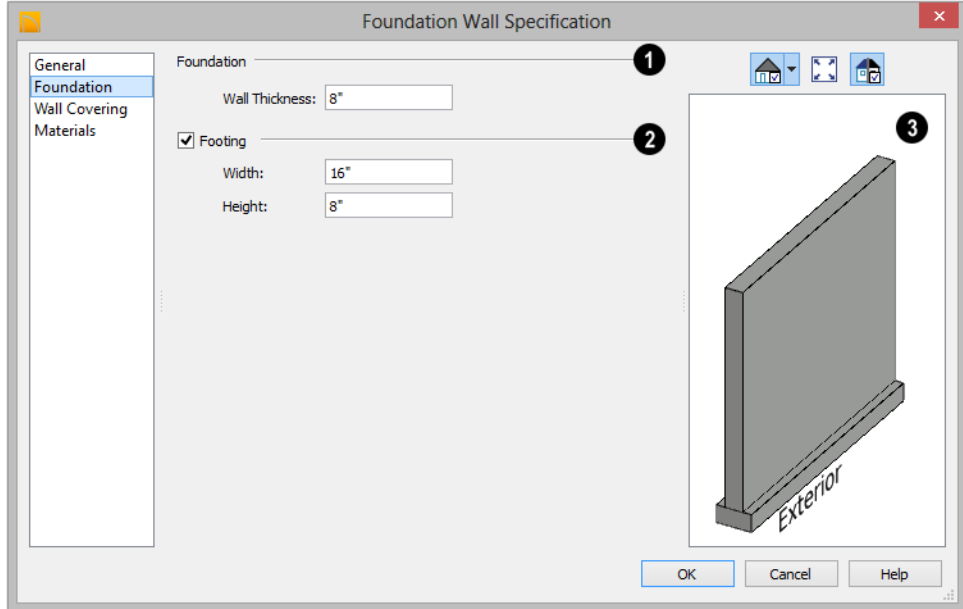 Foundation Wall Specification
×
General
Foundation
Wall Covering
Materials
Foundation
1
Wall Thickness: 8"
Footing
2
Width: 16"
Height: 8"
3
Exterior
OK Cancel Help